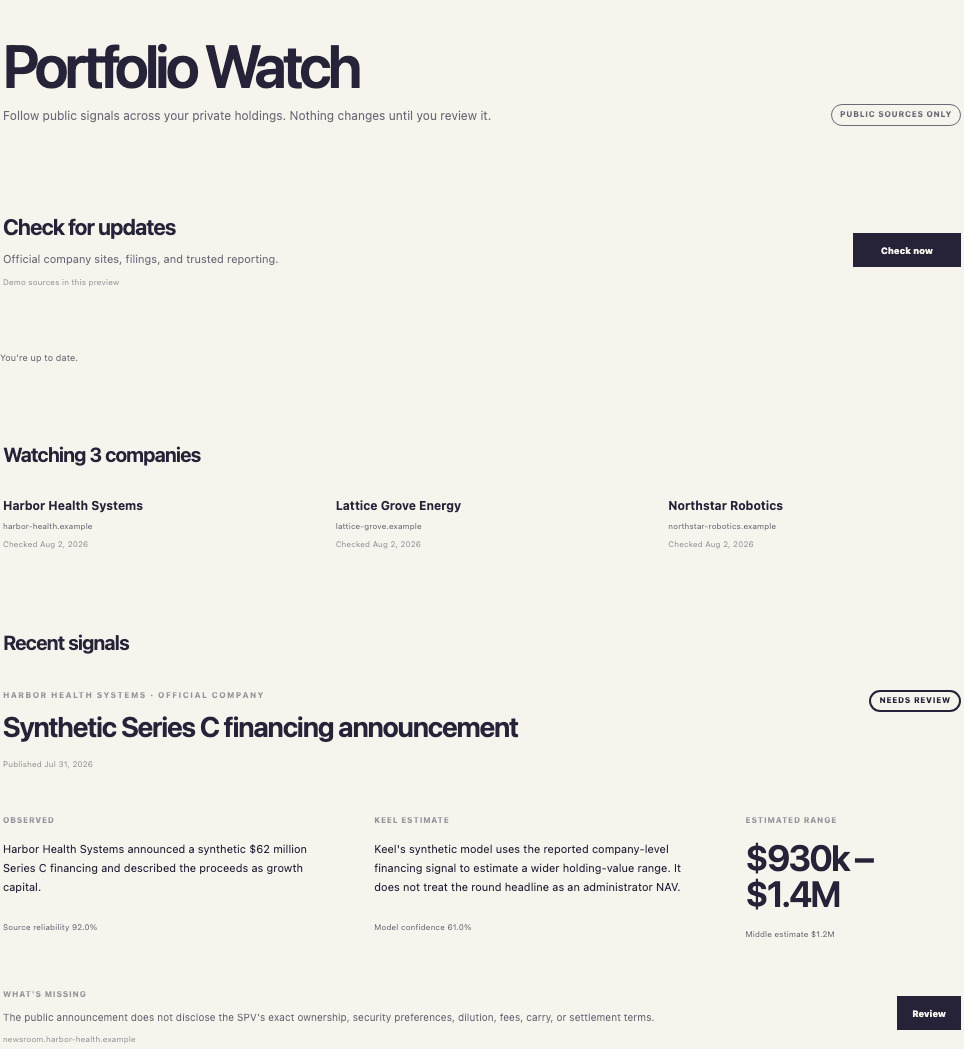 Portfolio Watch
Follow public signals across your private holdings. Nothing changes until you review it.
PUBLIC SOURCES ONLY
Check for updates
Official company sites, filings, and trusted reporting.
Demo sources in this preview
Check now
You're up to date.
Watching 3 companies
Harbor Health Systems
harbor-health.example
Checked Aug 2, 2026
Lattice Grove Energy
lattice-grove.example
Checked Aug 2, 2026
Northstar Robotics
northstar-robotics.example
Checked Aug 2, 2026
Recent signals
HARBOR HEALTH SYSTEMS · OFFICIAL COMPANY
NEEDS REVIEW
Synthetic Series C financing announcement
Published Jul 31, 2026
OBSERVED
Harbor Health Systems announced a synthetic $62 million
Series C financing and described the proceeds as growth
capital.
Source reliability 92.0%
KEEL ESTIMATE
Keel's synthetic model uses the reported company-level
financing signal to estimate a wider holding-value range. It
does not treat the round headline as an administrator NAV.
Model confidence 61.0%
ESTIMATED RANGE
$930k –
$1.4M
Middle estimate $1.2M
WHAT'S MISSING
The public announcement does not disclose the SPV's exact ownership, security preferences, dilution, fees, carry, or settlement terms.
newsroom.harbor-health.example
Review